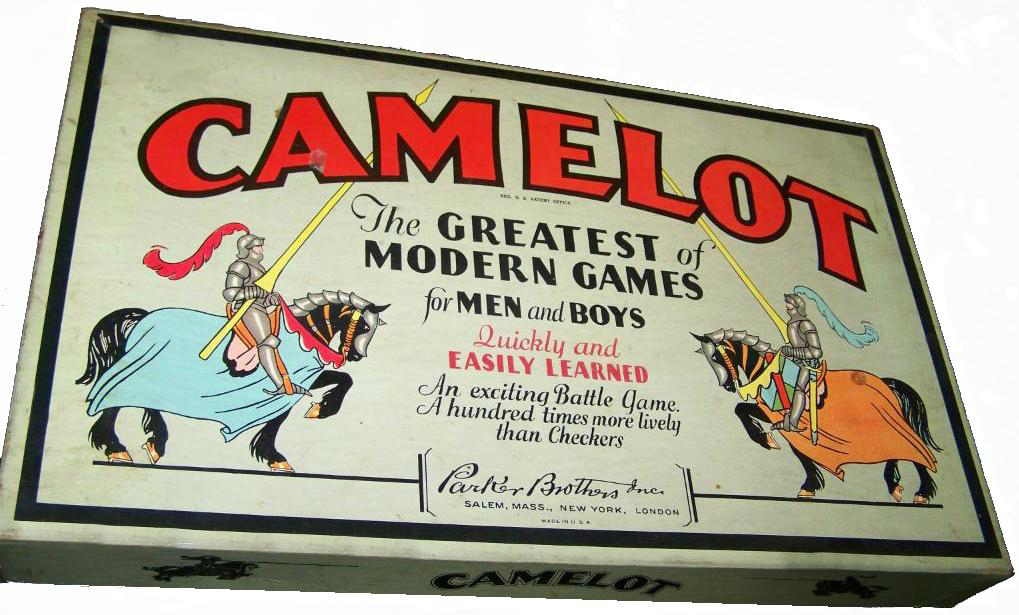 CAMELOT
REG. U. S. PATENT OFFICE
The GREATEST of
MODERN GAMES
for MEN and BOYS
Quickly and
EASILY LEARNED
An exciting Battle Game.
A hundred times more lively
than Checkers
Parker Brothers Inc.
SALEM, MASS., NEW YORK, LONDON
MADE IN U.S.A
CAMELOT